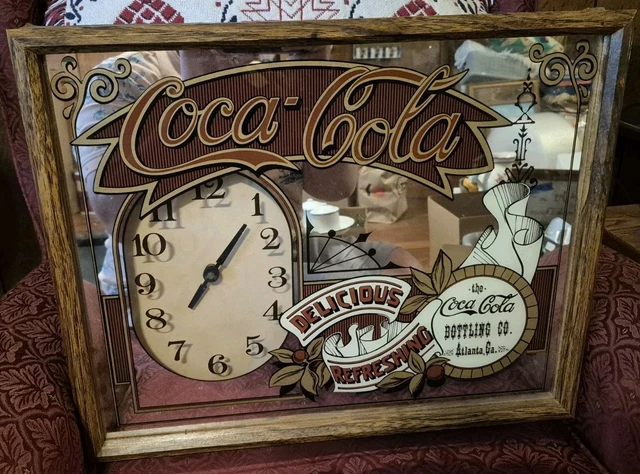 Coca-Cola
12
11
1
10
2
9
3
8
4
7
5
6
DELICIOUS
REFRESHING
the
Coca-Cola
BOTTLING CO.
Atlanta, Ga.